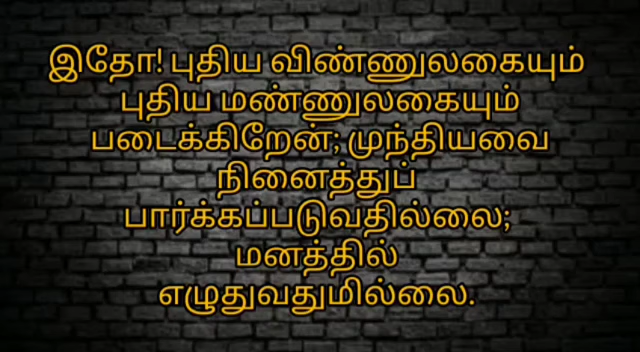 இதோ! புதிய விண்ணுலகையும்
புதிய மண்ணுலகையும்
படைக்கிறேன்; முந்தியவை
நினைத்துப்
பார்க்கப்படுவதில்லை;
மனத்தில்
எழுதுவதுமில்லை.